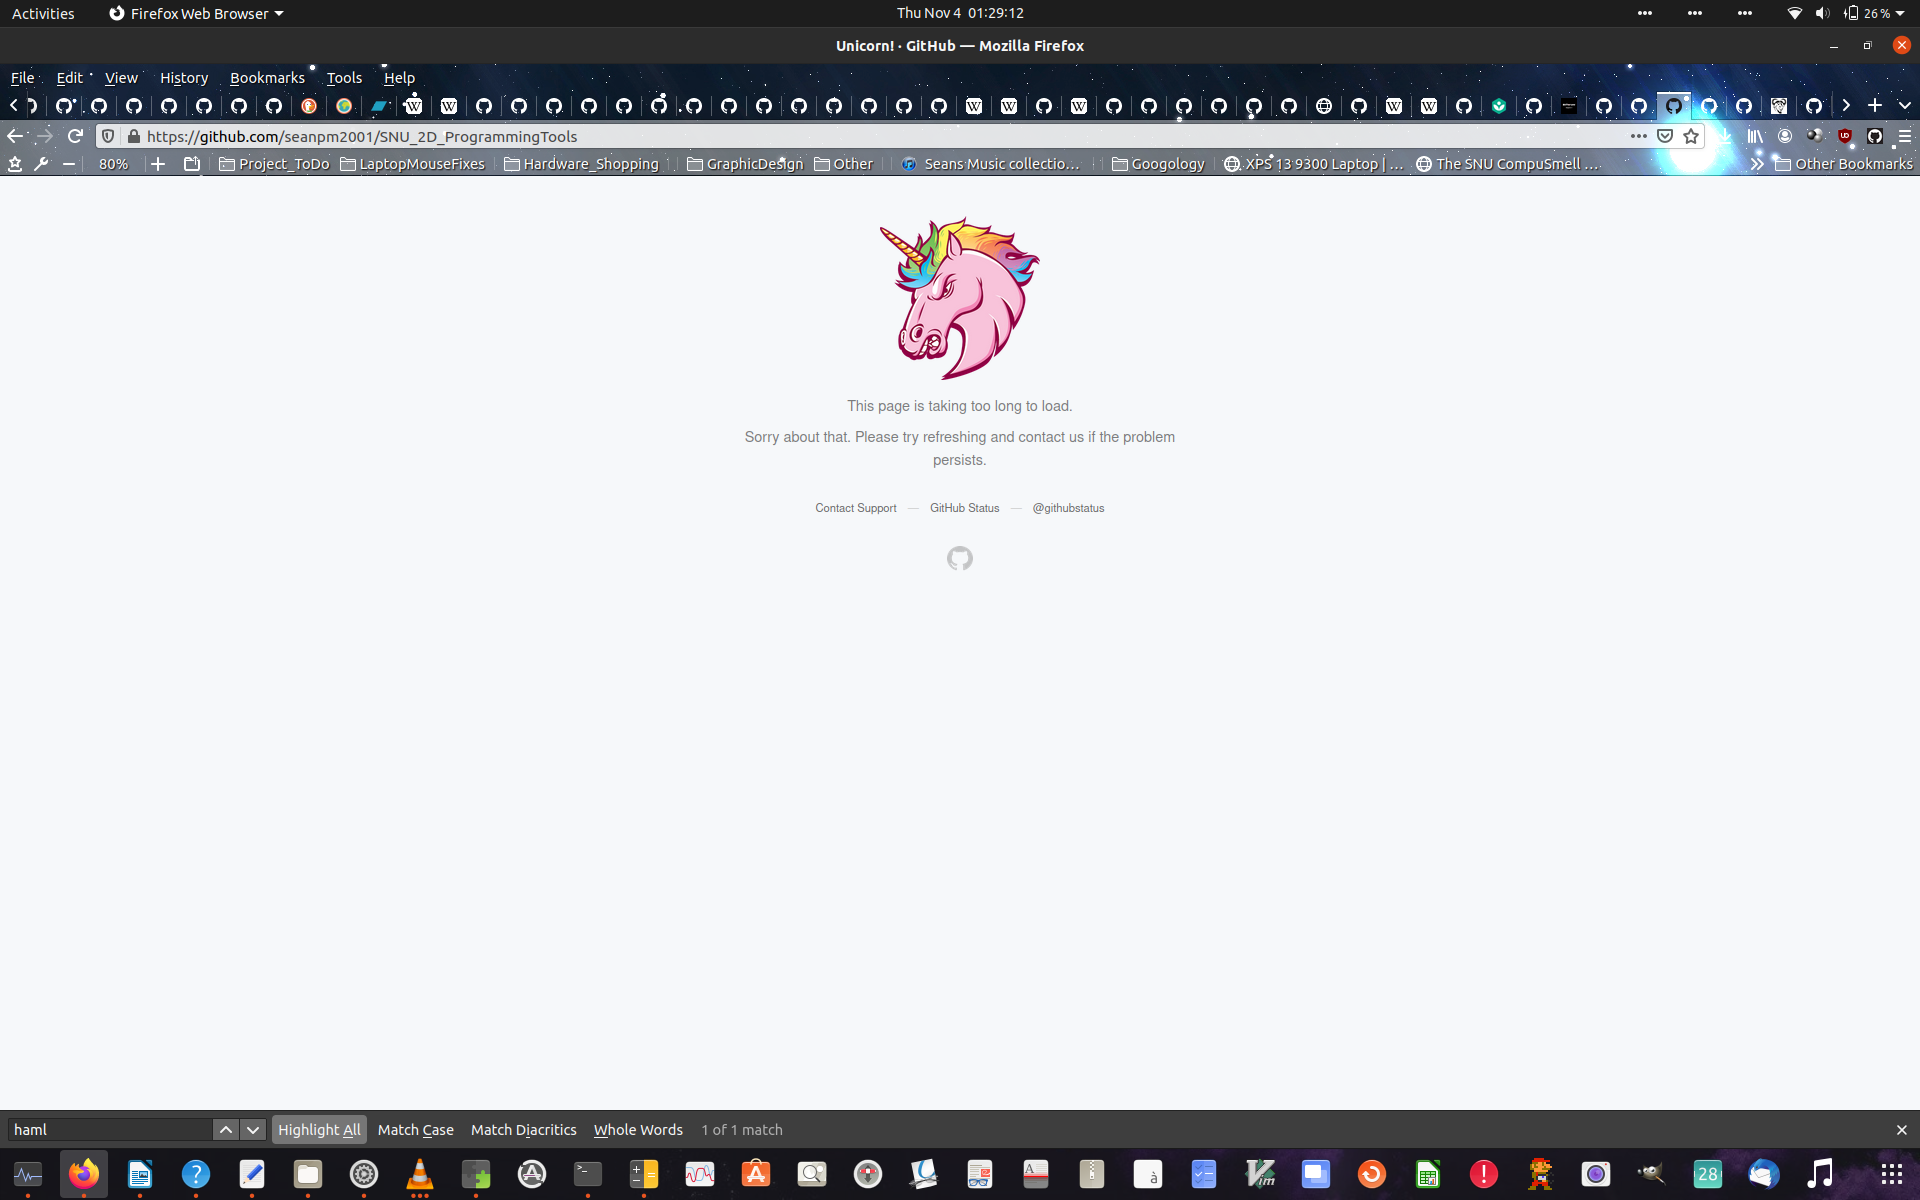 Activities
Firefox Web Browser
Thu Nov 4 01:29:12
26 %
Unicorn! · GitHub — Mozilla Firefox
File Edit View History Bookmarks Tools Help
https://github.com/seanpm2001/SNU_2D_ProgrammingTools
80%
Project_ToDo
LaptopMouseFixes
Hardware_Shopping
GraphicDesign
Other
Seans Music collectio…
Googology
XPS 13 9300 Laptop | …
The SNU CompuSmell …
Other Bookmarks
This page is taking too long to load.
Sorry about that. Please try refreshing and contact us if the problem
persists.
Contact Support — GitHub Status — @githubstatus
haml
Highlight All
Match Case
Match Diacritics
Whole Words
1 of 1 match
28